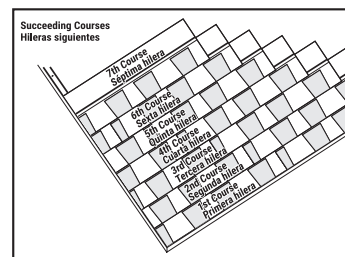 Succeeding Courses
Hileras siguientes
7th Course
Séptima hilera
6th Course
Sexta hilera
5th Course
Quinta hilera
4th Course
Cuarta hilera
3rd Course
Tercera hilera
2nd Course
Segunda hilera
1st Course
Primera hilera